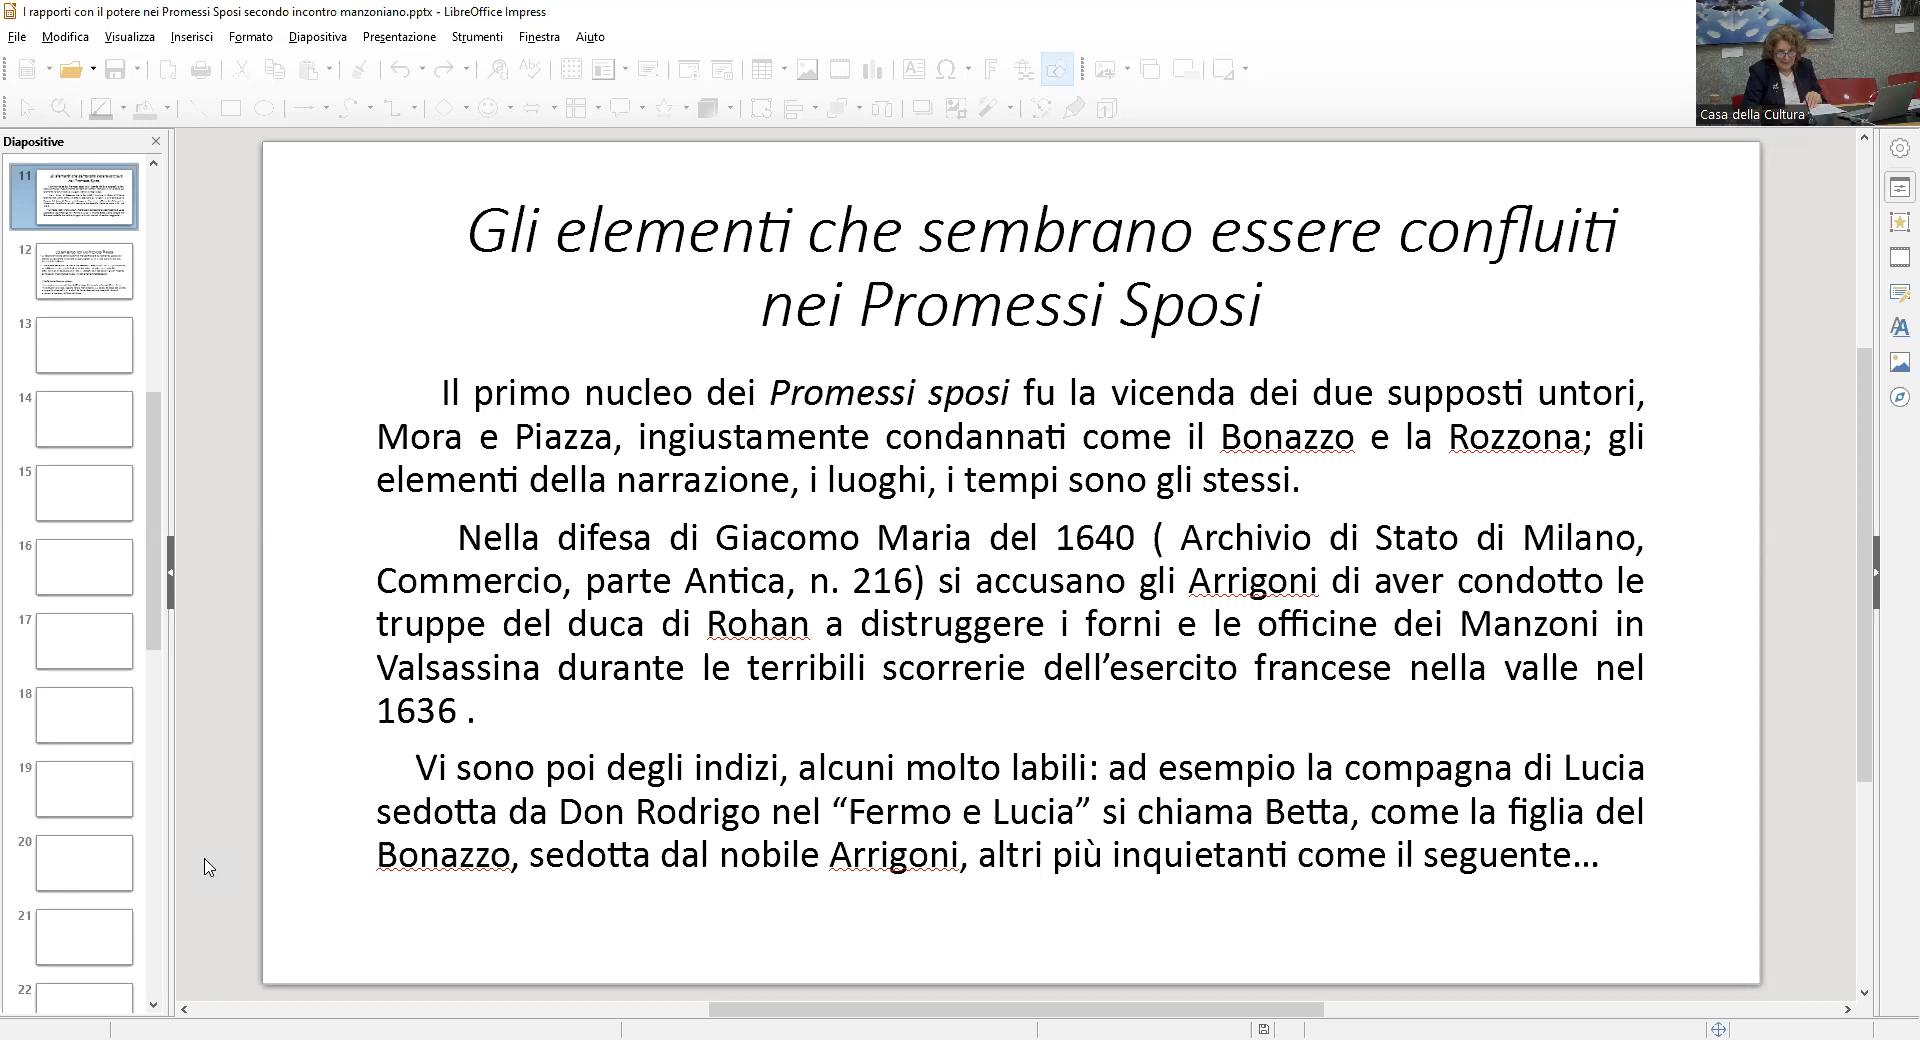 I rapporti con il potere nei Promessi Sposi secondo incontro manzoniano.pptx - LibreOffice Impress
File Modifica Visualizza Inserisci Formato Diapositiva Presentazione Strumenti Finestra Aiuto
Casa della Cultura
Diapositive
11
12
13
14
15
16
17
18
19
20
21
22
Gli elementi che sembrano essere confluiti
nei Promessi Sposi
Il primo nucleo dei Promessi sposi fu la vicenda dei due supposti untori,
Mora e Piazza, ingiustamente condannati come il Bonazzo e la Rozzona; gli
elementi della narrazione, i luoghi, i tempi sono gli stessi.
Nella difesa di Giacomo Maria del 1640 ( Archivio di Stato di Milano,
Commercio, parte Antica, n. 216) si accusano gli Arrigoni di aver condotto le
truppe del duca di Rohan a distruggere i forni e le officine dei Manzoni in
Valsassina durante le terribili scorrerie dell’esercito francese nella valle nel
1636 .
Vi sono poi degli indizi, alcuni molto labili: ad esempio la compagna di Lucia
sedotta da Don Rodrigo nel “Fermo e Lucia” si chiama Betta, come la figlia del
Bonazzo, sedotta dal nobile Arrigoni, altri più inquietanti come il seguente...